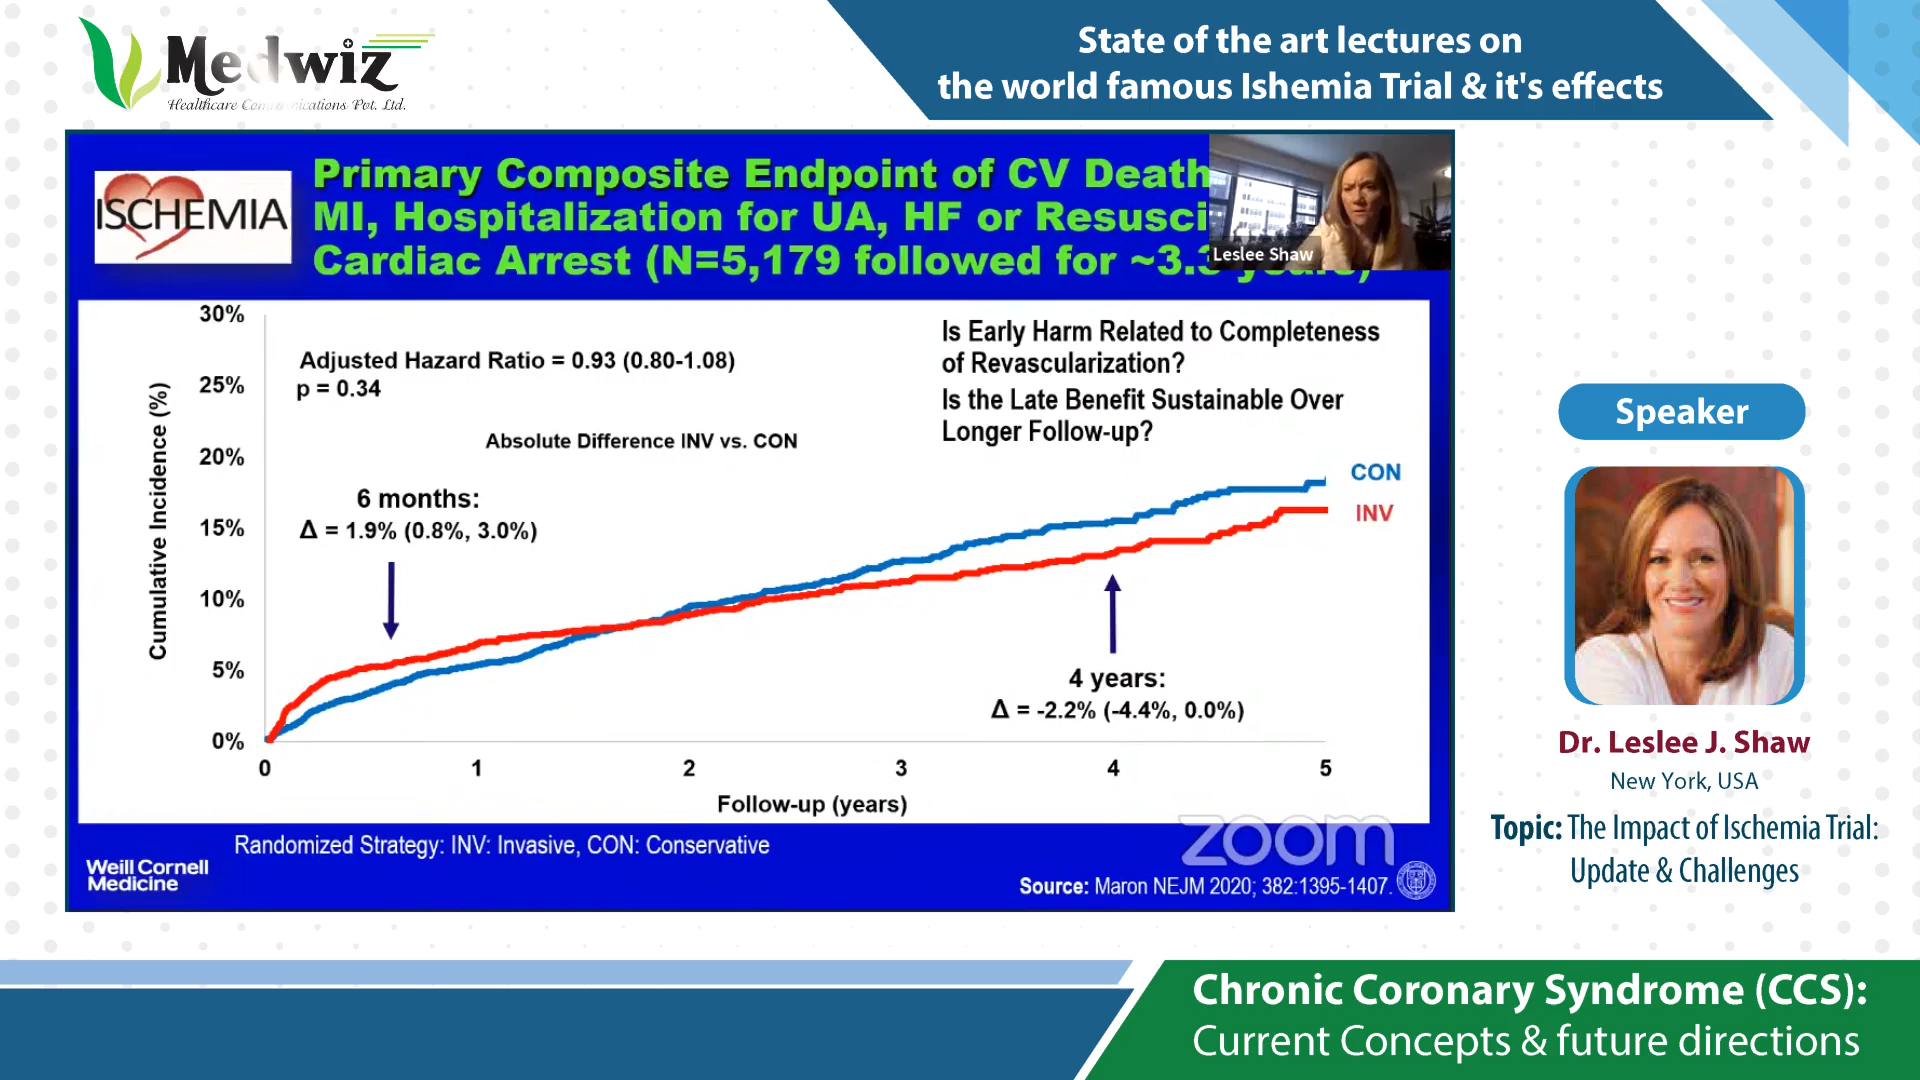 Medwiz
Healthcare Communications Pvt. Ltd.
State of the art lectures on
the world famous Ishemia Trial & it's effects
ISCHEMIA
Primary Composite Endpoint of CV Death
MI, Hospitalization for UA, HF or Resusci
Cardiac Arrest (N=5,179 followed for ~3.3 years)
Leslee Shaw
30%
25%
20%
15%
10%
5%
0%
Cumulative Incidence (%)
Adjusted Hazard Ratio = 0.93 (0.80-1.08)
p = 0.34
Absolute Difference INV vs. CON
6 months:
Δ = 1.9% (0.8%, 3.0%)
Is Early Harm Related to Completeness
of Revascularization?
Is the Late Benefit Sustainable Over
Longer Follow-up?
CON
INV
4 years:
Δ = -2.2% (-4.4%, 0.0%)
0 1 2 3 4 5
Follow-up (years)
Randomized Strategy: INV: Invasive, CON: Conservative
Weill Cornell
Medicine
zoom
Source: Maron NEJM 2020; 382:1395-1407.
Speaker
Dr. Leslee J. Shaw
New York, USA
Topic: The Impact of Ischemia Trial:
Update & Challenges
Chronic Coronary Syndrome (CCS):
Current Concepts & future directions